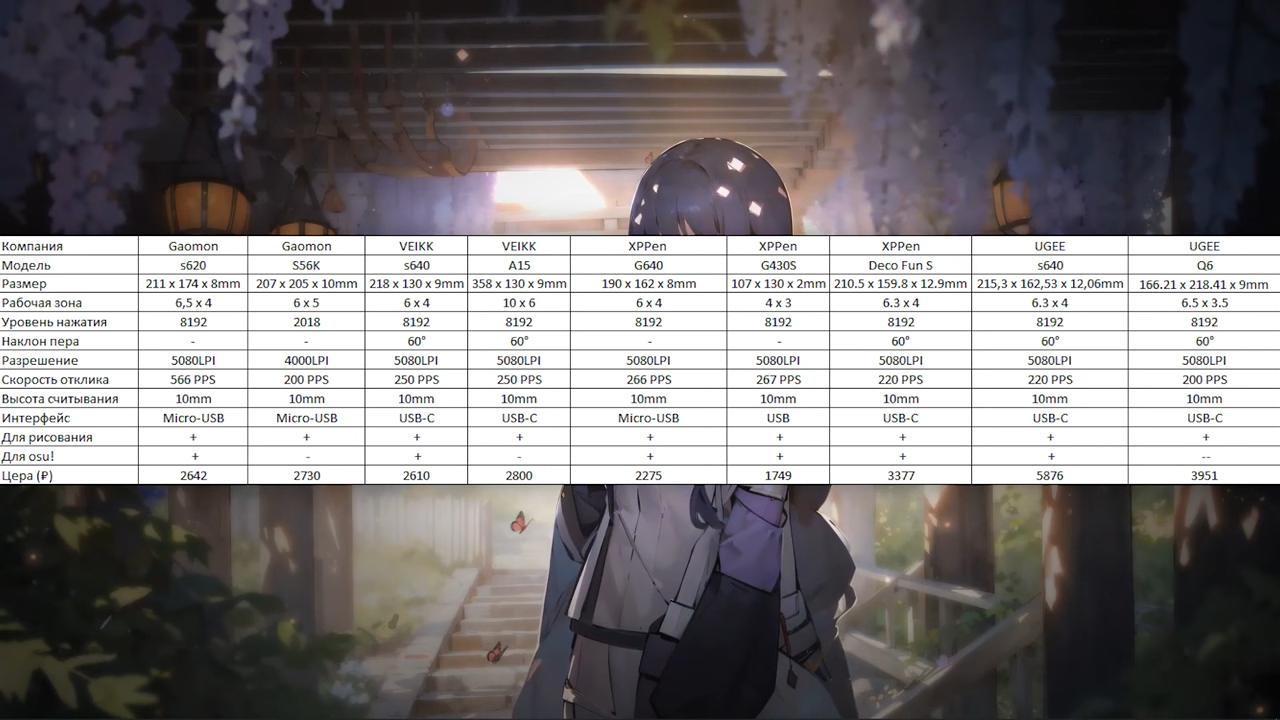 Компания Gaomon Gaomon VEIKK VEIKK XPPen XPPen XPPen UGEE UGEE
Модель s620 S56K s640 A15 G640 G430S Deco Fun S s640 Q6
Размер 211 x 174 x 8mm 207 x 205 x 10mm 218 x 130 x 9mm 358 x 130 x 9mm 190 x 162 x 8mm 107 x 130 x 2mm 210.5 x 159.8 x 12.9mm 215,3 x 162,53 x 12,06mm 166.21 x 218.41 x 9mm
Рабочая зона 6,5 x 4 6 x 5 6 x 4 10 x 6 6 x 4 4 x 3 6.3 x 4 6.3 x 4 6.5 x 3.5
Уровень нажатия 8192 2018 8192 8192 8192 8192 8192 8192 8192
Наклон пера - - 60° 60° - - 60° 60° 60°
Разрешение 5080LPI 4000LPI 5080LPI 5080LPI 5080LPI 5080LPI 5080LPI 5080LPI 5080LPI
Скорость отклика 566 PPS 200 PPS 250 PPS 250 PPS 266 PPS 267 PPS 220 PPS 220 PPS 200 PPS
Высота считывания 10mm 10mm 10mm 10mm 10mm 10mm 10mm 10mm 10mm
Интерфейс Micro-USB Micro-USB USB-C USB-C Micro-USB USB USB-C USB-C USB-C
Для рисования + + + + + + + + +
Для osu! + - + - + + + + --
Цера (₽) 2642 2730 2610 2800 2275 1749 3377 5876 3951